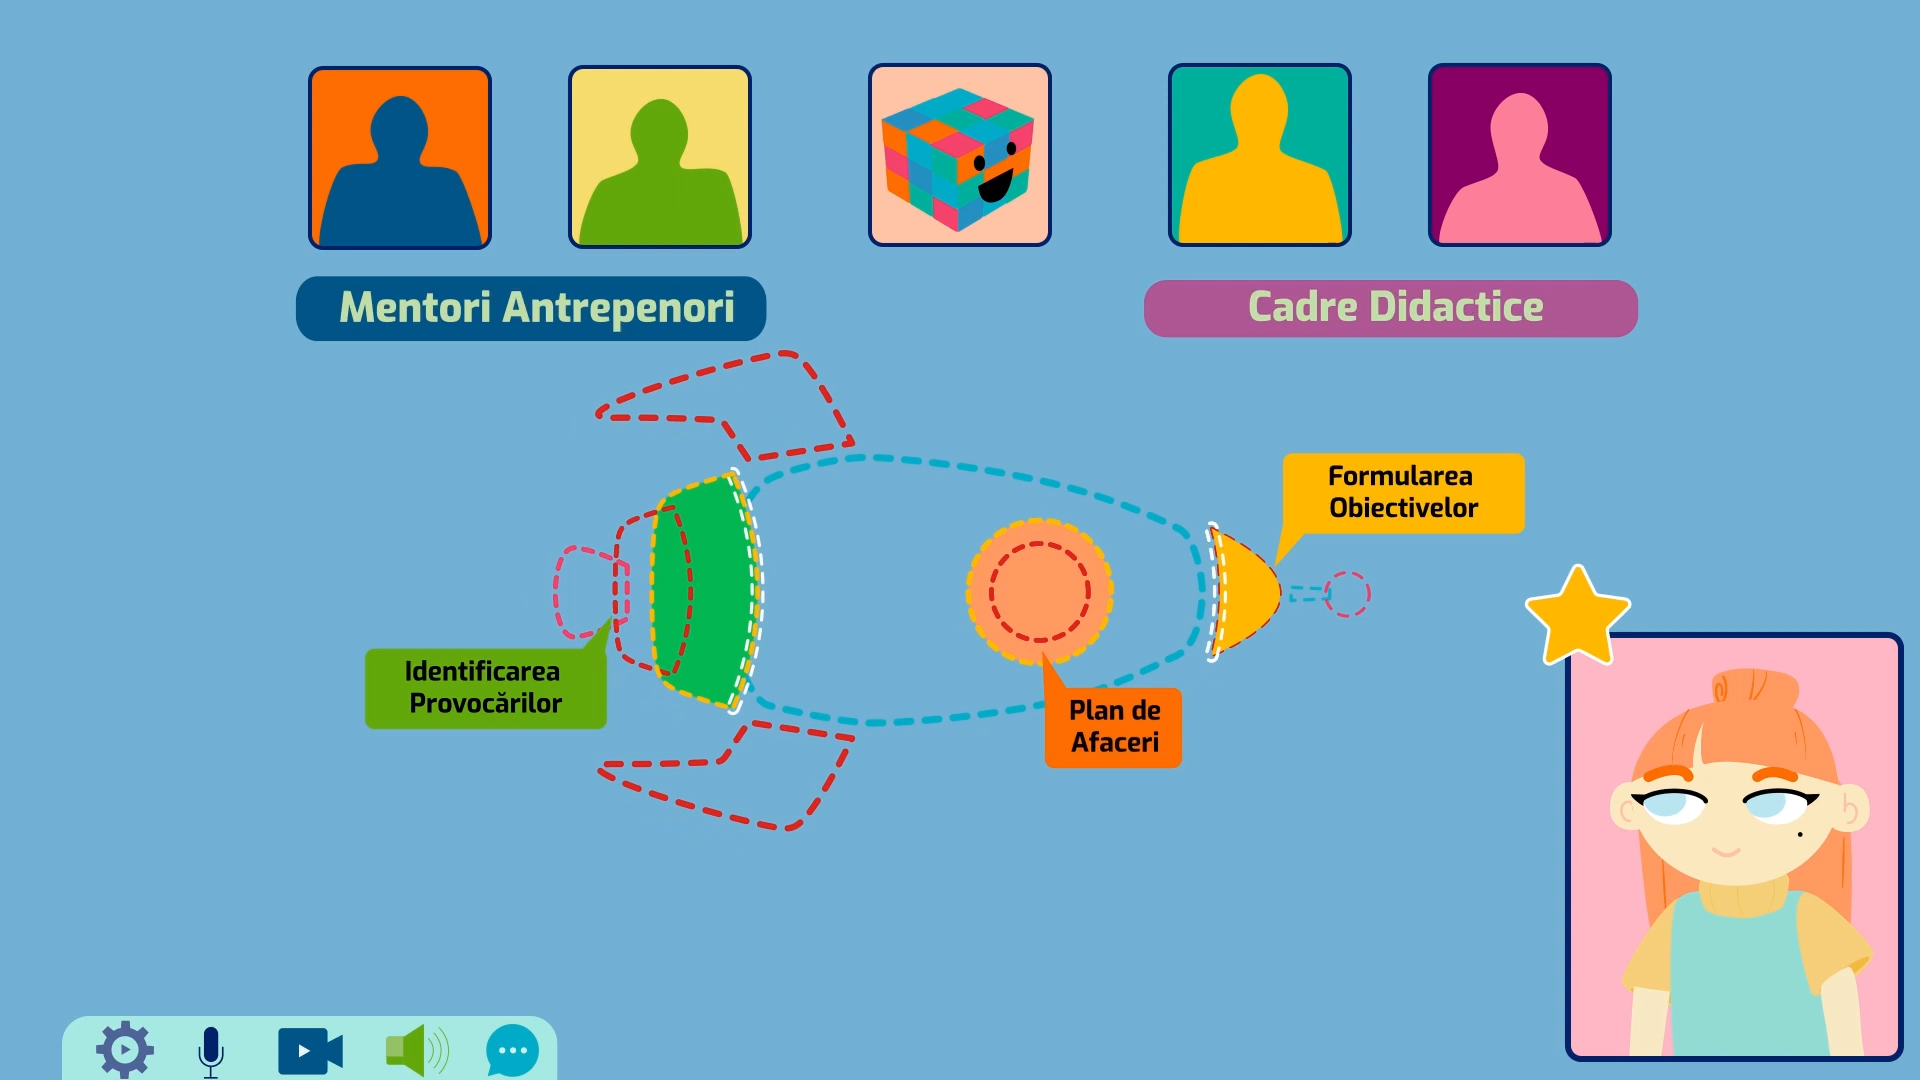 Mentori Antrepenori
Cadre Didactice
Formularea
Obiectivelor
Identificarea
Provocărilor
Plan de
Afaceri